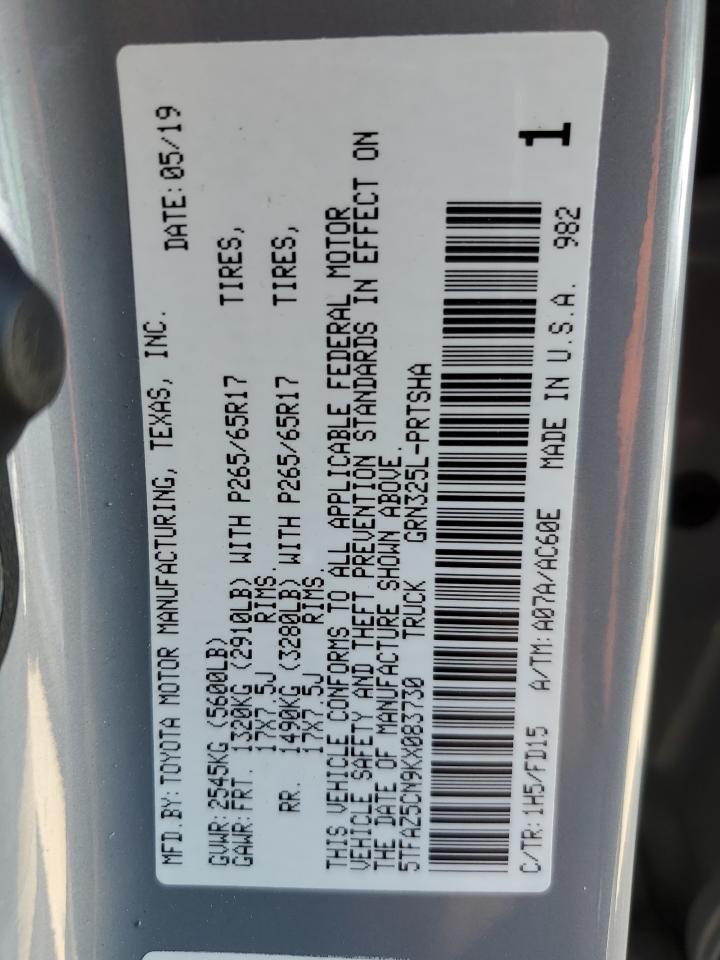 MFD.BY:TOYOTA MOTOR MANUFACTURING, TEXAS, INC. DATE:05/19
GVWR:2545KG (5600LB)
GAWR:FRT. 1320KG (2910LB) WITH P265/65R17 TIRES,
17X7.5J RIMS.
RR. 1490KG (3280LB) WITH P265/65R17 TIRES,
17X7.5J RIMS.
THIS VEHICLE CONFORMS TO ALL APPLICABLE FEDERAL MOTOR
VEHICLE SAFETY AND THEFT PREVENTION STANDARDS IN EFFECT ON
THE DATE OF MANUFACTURE SHOWN ABOVE.
5TFAZ5CN9KX083730 TRUCK GRN325L-PRTSHA
C/TR:1H5/FD15 A/TM:A07A/AC60E MADE IN U.S.A. 982
1